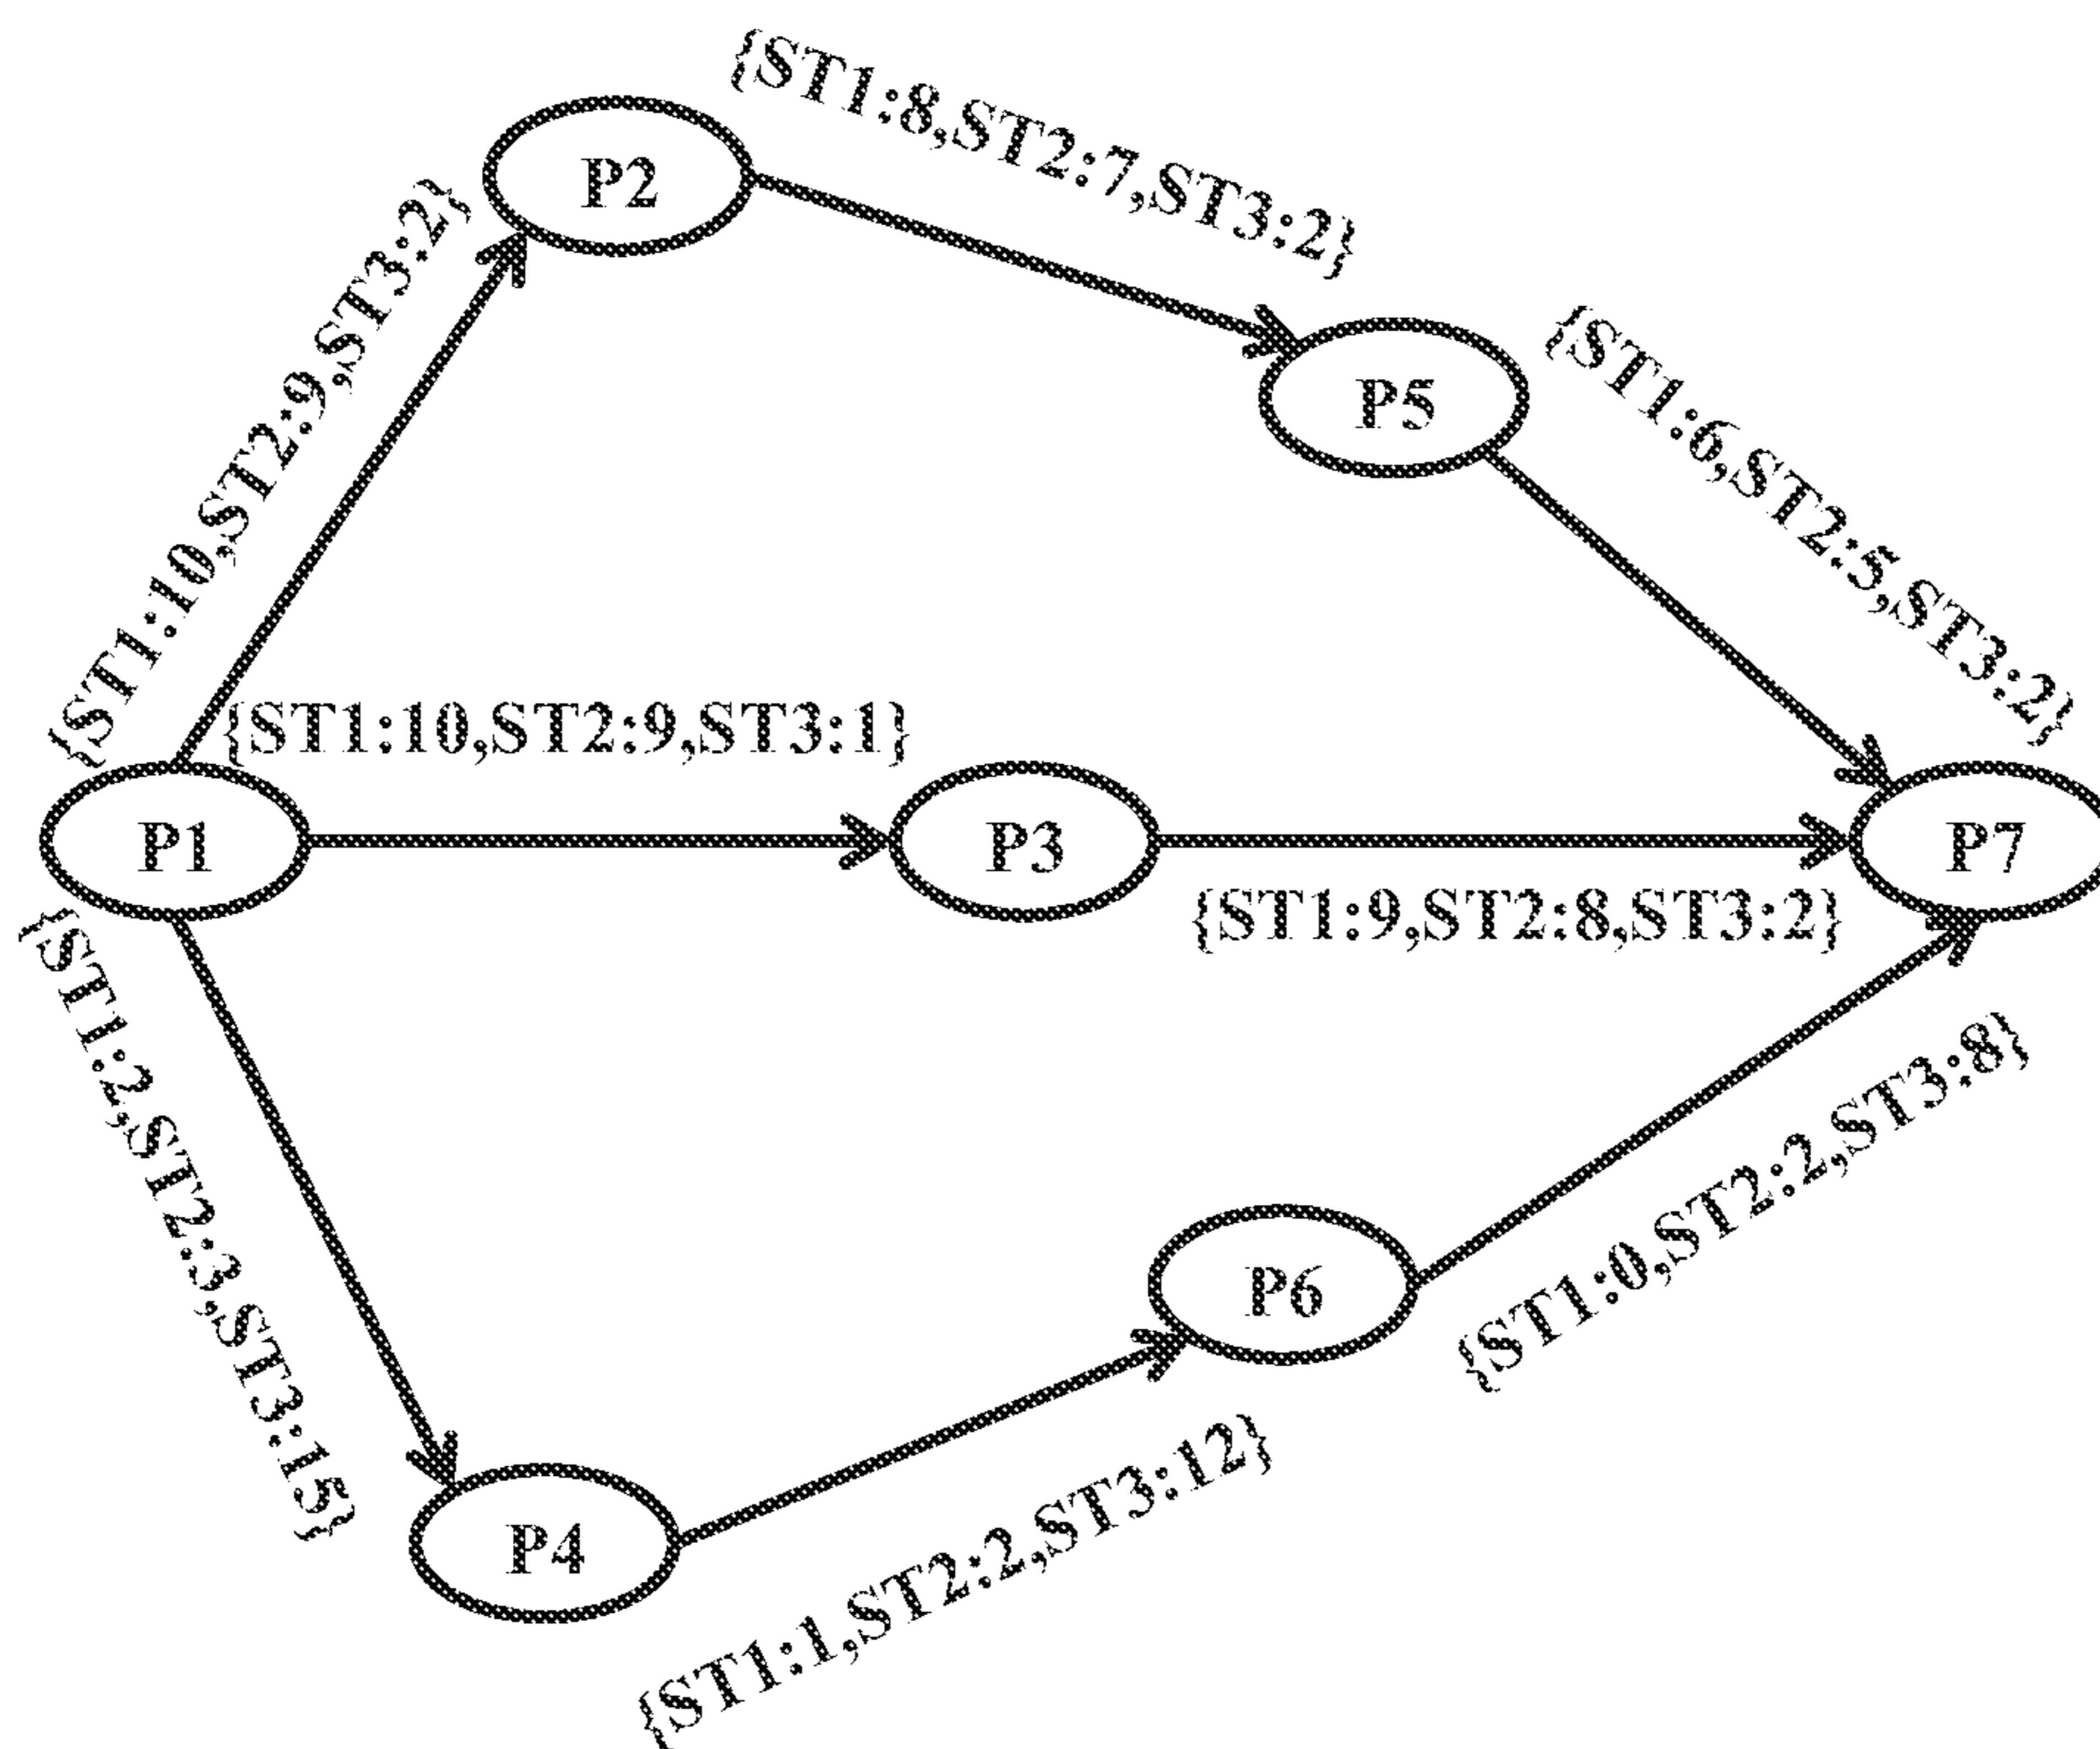 {ST1:8,ST2:7,ST3:2}
P2
{ST1:10,ST2:9,ST3:2}
P5
{ST1:6,ST2:5,ST3:2}
{ST1:10,ST2:9,ST3:1}
P1
P3
P7
{ST1:9,ST2:8,ST3:2}
{ST1:2,ST2:3,ST3:15}
P6
{ST1:0,ST2:2,ST3:8}
P4
{ST1:1,ST2:2,ST3:12}